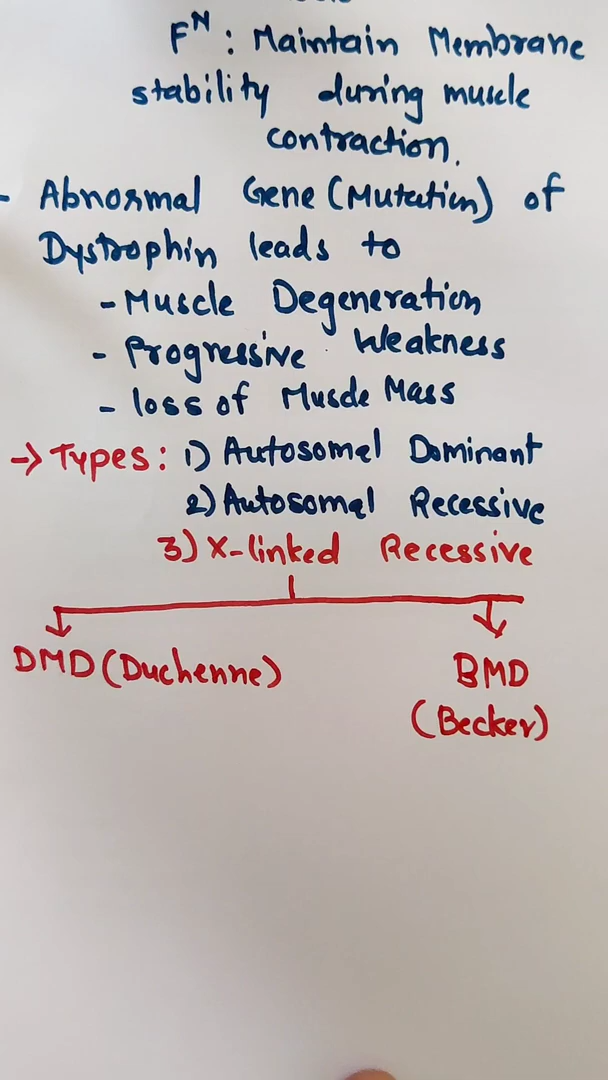 Fᴺ: Maintain Membrane
stability during muscle
contraction.
- Abnormal Gene (Mutation) of
Dystrophin leads to
- Muscle Degeneration
- Progressive Weakness
- loss of Muscle Mass
→ Types: 1) Autosomal Dominant
2) Autosomal Recessive
3) X-linked Recessive
DMD (Duchenne)
BMD
(Becker)